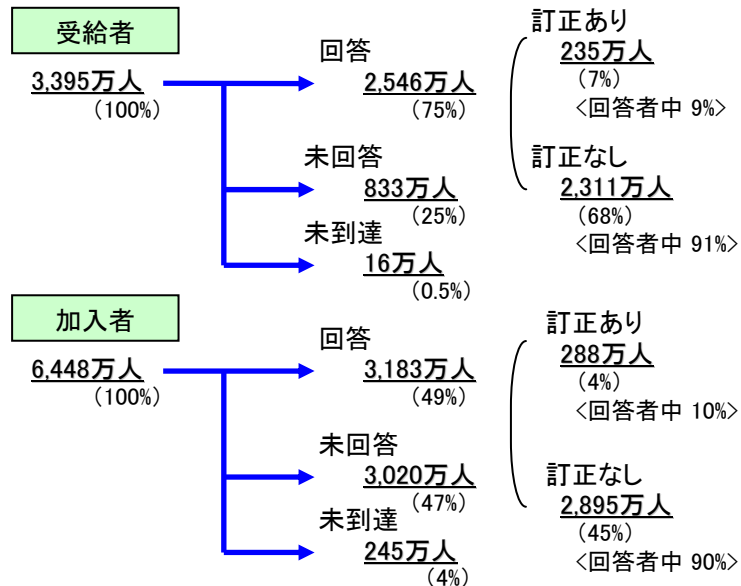 受給者
3,395万人
(100%)
回答
2,546万人
(75%)
訂正あり
235万人
(7%)
<回答者中 9%>
訂正なし
2,311万人
(68%)
<回答者中 91%>
未回答
833万人
(25%)
未到達
16万人
(0.5%)
加入者
6,448万人
(100%)
回答
3,183万人
(49%)
訂正あり
288万人
(4%)
<回答者中 10%>
訂正なし
2,895万人
(45%)
<回答者中 90%>
未回答
3,020万人
(47%)
未到達
245万人
(4%)